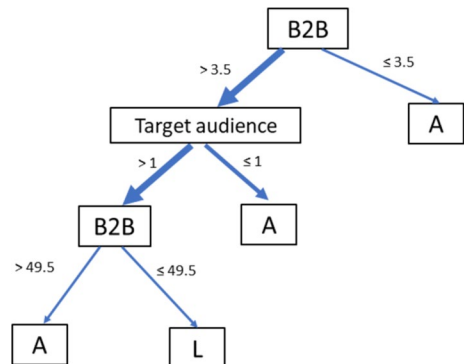 B2B
> 3.5
≤ 3.5
Target audience
A
>1
≤ 1
B2B
A
> 49.5
≤ 49.5
A
L